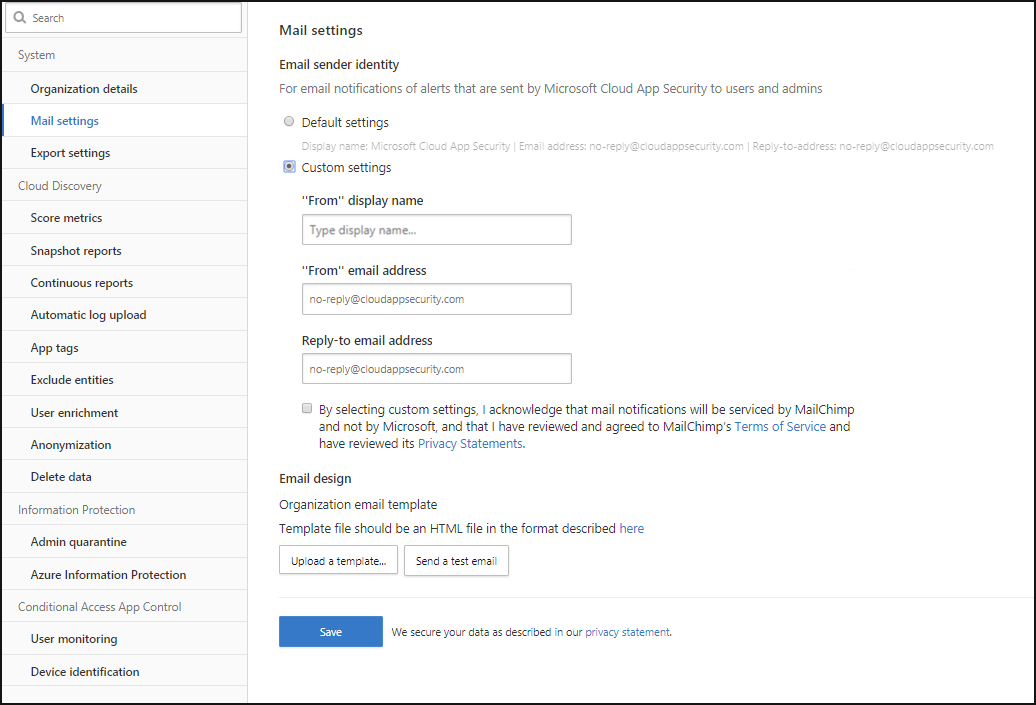 Search
System
Organization details
Mail settings
Export settings
Cloud Discovery
Score metrics
Snapshot reports
Continuous reports
Automatic log upload
App tags
Exclude entities
User enrichment
Anonymization
Delete data
Information Protection
Admin quarantine
Azure Information Protection
Conditional Access App Control
User monitoring
Device identification
Mail settings
Email sender identity
For email notifications of alerts that are sent by Microsoft Cloud App Security to users and admins
Default settings
Display name: Microsoft Cloud App Security | Email address: no-reply@cloudappsecurity.com | Reply-to-address: no-reply@cloudappsecurity.com
Custom settings
"From" display name
Type display name...
"From" email address
no-reply@cloudappsecurity.com
Reply-to email address
no-reply@cloudappsecurity.com
By selecting custom settings, I acknowledge that mail notifications will be serviced by MailChimp
and not by Microsoft, and that I have reviewed and agreed to MailChimp's Terms of Service and
have reviewed its Privacy Statements.
Email design
Organization email template
Template file should be an HTML file in the format described here
Upload a template... Send a test email
Save We secure your data as described in our privacy statement.